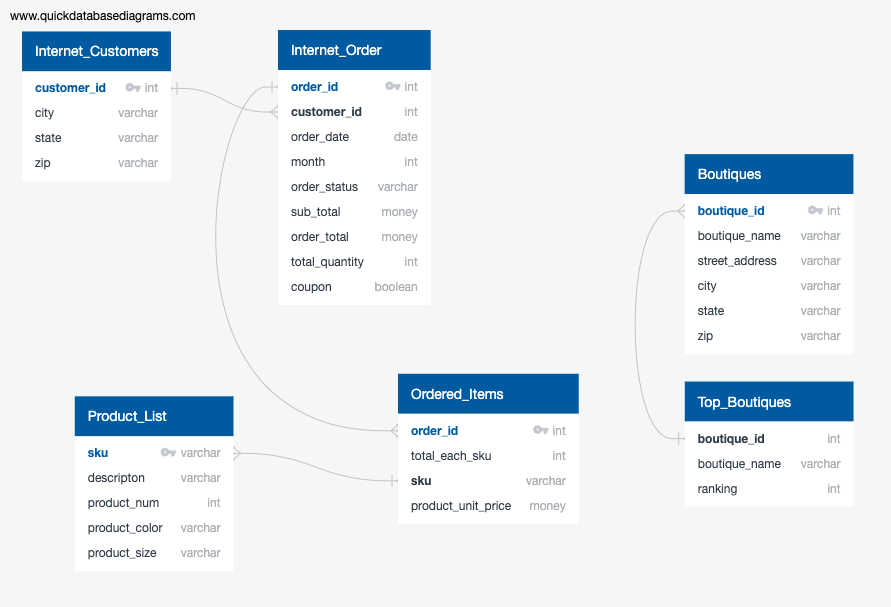 www.quickdatabasediagrams.com
Internet_Customers
customer_id int
city varchar
state varchar
zip varchar
Internet_Order
order_id int
customer_id int
order_date date
month int
order_status varchar
sub_total money
order_total money
total_quantity int
coupon boolean
Boutiques
boutique_id int
boutique_name varchar
street_address varchar
city varchar
state varchar
zip varchar
Product_List
sku varchar
descripton varchar
product_num int
product_color varchar
product_size varchar
Ordered_Items
order_id int
total_each_sku int
sku varchar
product_unit_price money
Top_Boutiques
boutique_id int
boutique_name varchar
ranking int